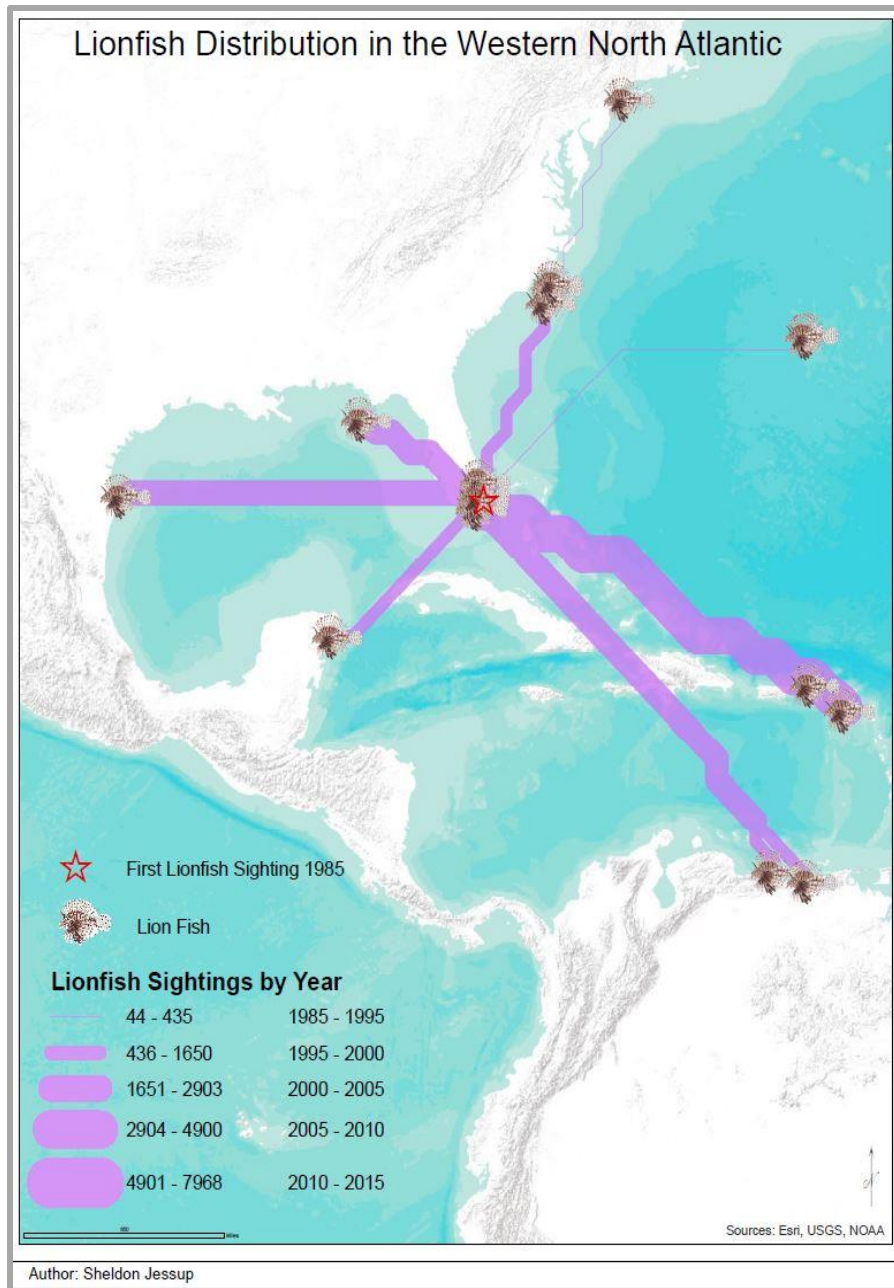 Lionfish Distribution in the Western North Atlantic
First Lionfish Sighting 1985
Lion Fish
Lionfish Sightings by Year
44 - 435 1985 - 1995
436 - 1650 1995 - 2000
1651 - 2903 2000 - 2005
2904 - 4900 2005 - 2010
4901 - 7968 2010 - 2015
Miles
Sources: Esri, USGS, NOAA
Author: Sheldon Jessup